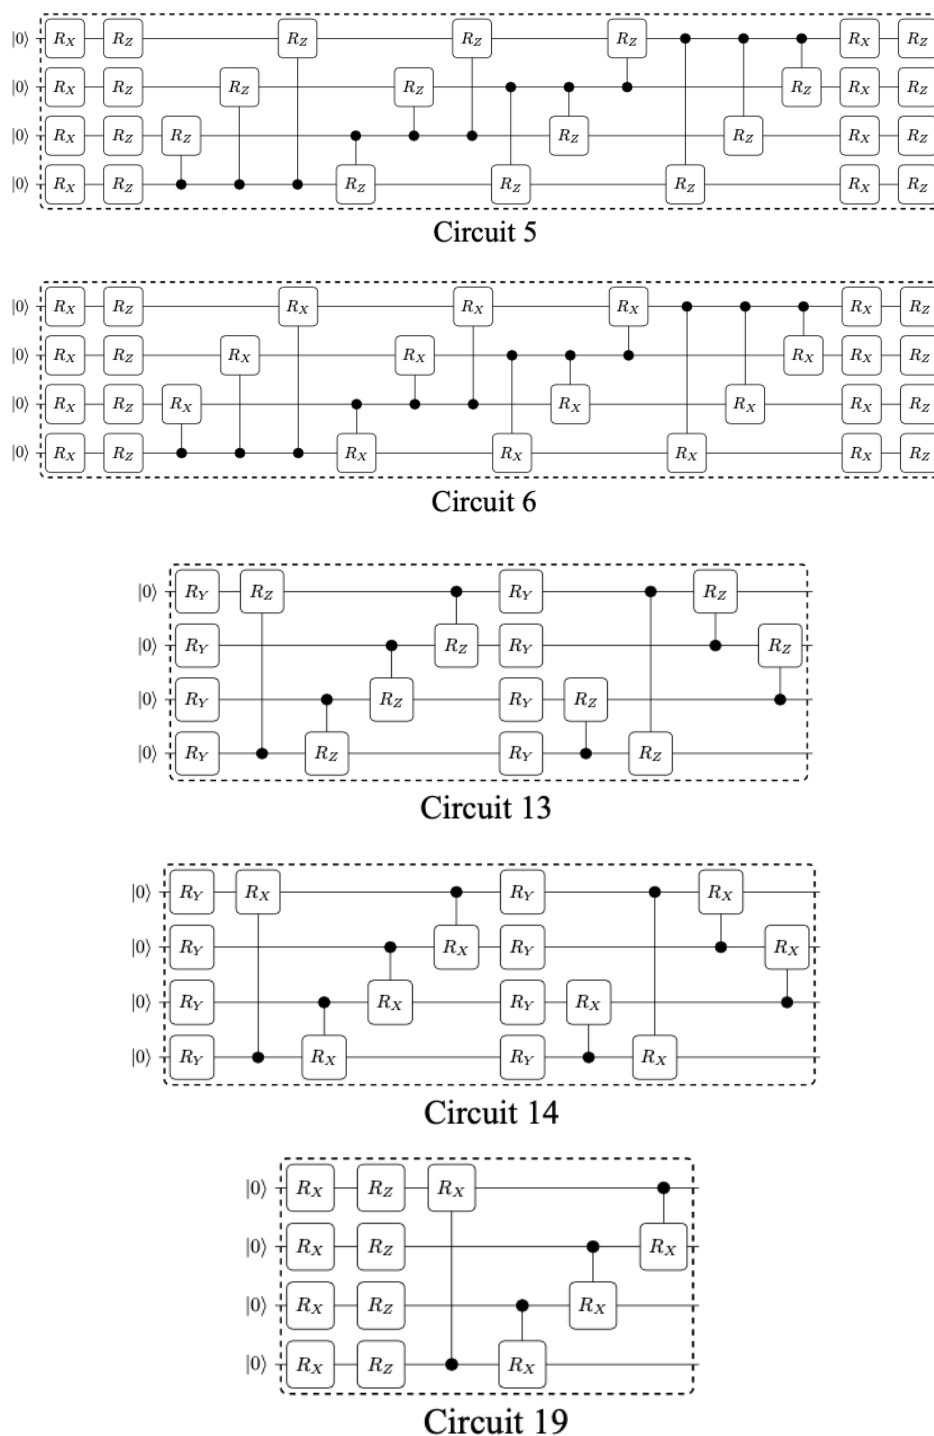 |0⟩ R_X R_Z R_Z R_Z R_Z R_X R_Z
|0⟩ R_X R_Z R_Z R_Z R_Z R_X R_Z
|0⟩ R_X R_Z R_Z R_Z R_Z R_X R_Z
|0⟩ R_X R_Z R_Z R_Z R_Z R_X R_Z
Circuit 5
|0⟩ R_X R_Z R_X R_X R_X R_X R_Z
|0⟩ R_X R_Z R_X R_X R_X R_X R_Z
|0⟩ R_X R_Z R_X R_X R_X R_X R_Z
|0⟩ R_X R_Z R_X R_X R_X R_X R_Z
Circuit 6
|0⟩ R_Y R_Z R_Y R_Z
|0⟩ R_Y R_Z R_Y R_Z
|0⟩ R_Y R_Z R_Y R_Z
|0⟩ R_Y R_Z R_Y R_Z
Circuit 13
|0⟩ R_Y R_X R_Y R_X
|0⟩ R_Y R_X R_Y R_X
|0⟩ R_Y R_X R_Y R_X
|0⟩ R_Y R_X R_Y R_X
Circuit 14
|0⟩ R_X R_Z R_X
|0⟩ R_X R_Z R_X
|0⟩ R_X R_Z R_X
|0⟩ R_X R_Z R_X
Circuit 19